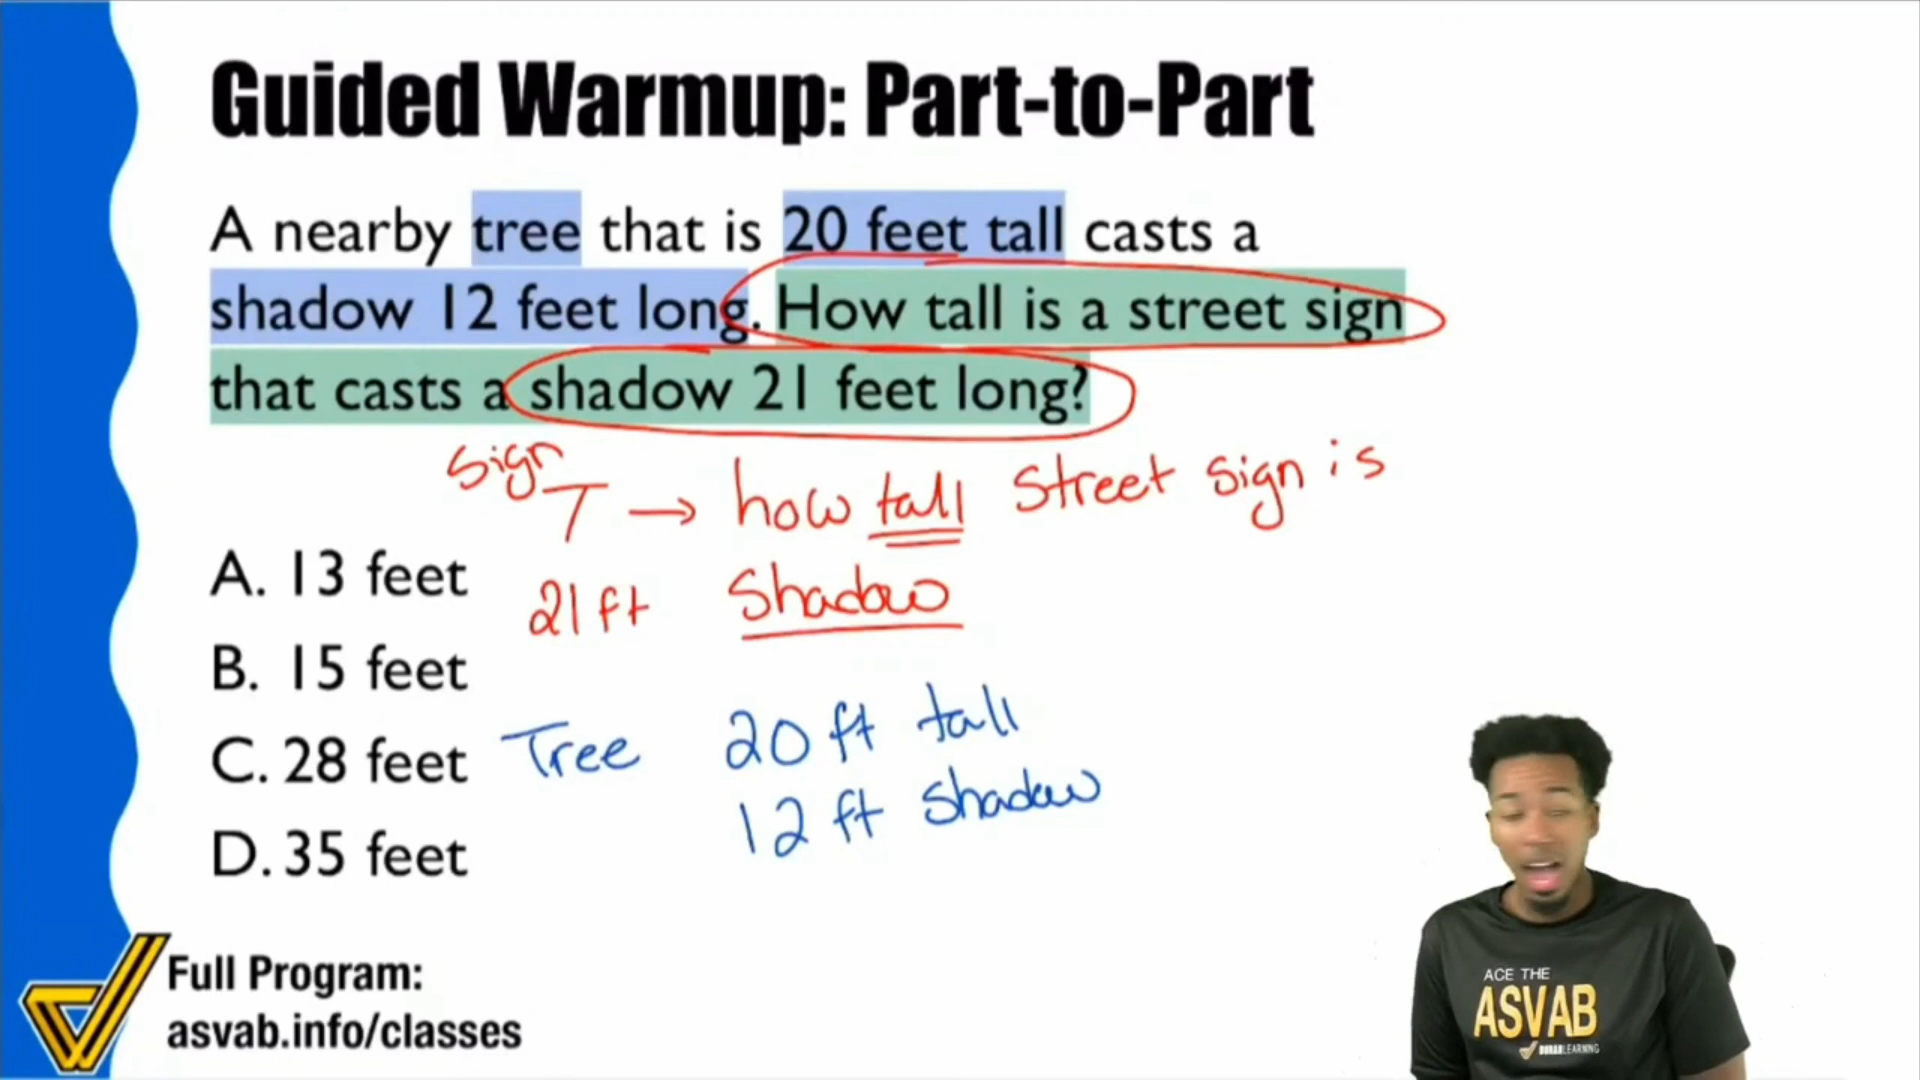 Guided Warmup: Part-to-Part
A nearby tree that is 20 feet tall casts a
shadow 12 feet long. How tall is a street sign
that casts a shadow 21 feet long?
sign
T → how tall street sign is
A. 13 feet
21 ft shadow
B. 15 feet
20 ft tall
C. 28 feet
Tree
12 ft shadow
D. 35 feet
Full Program:
asvab.info/classes
ACE THE
ASVAB
DURANLEARNING